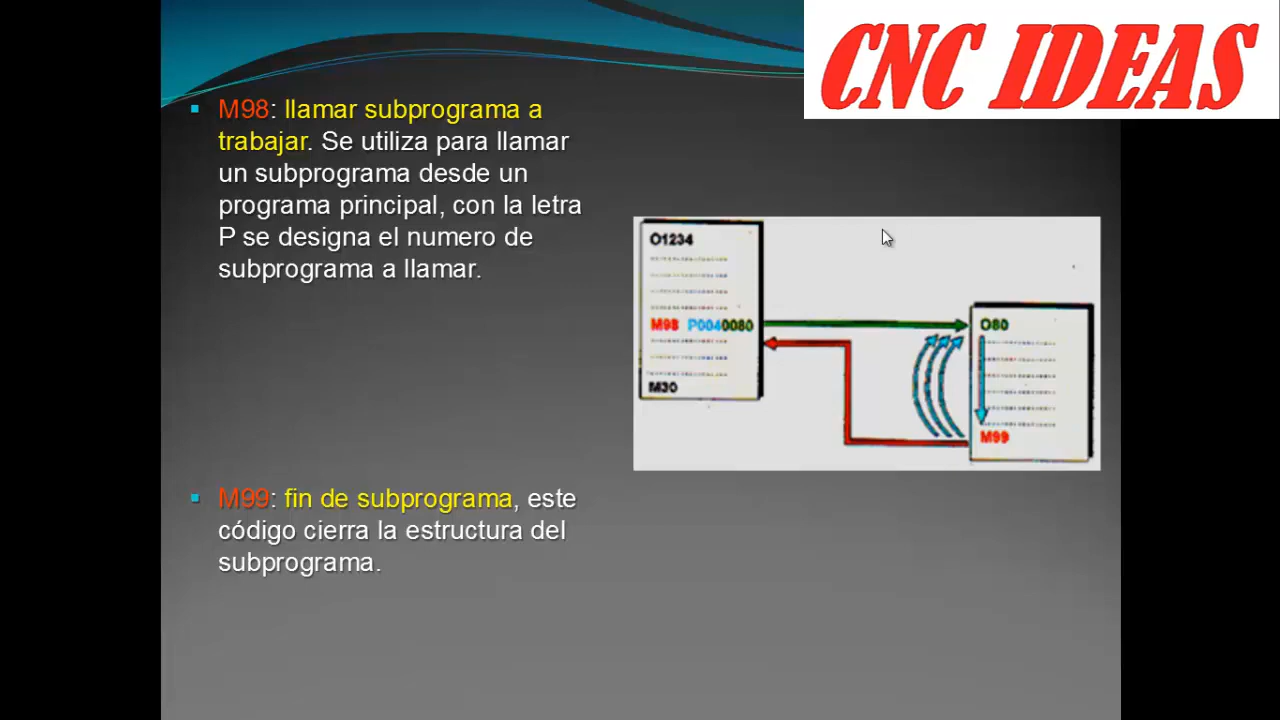 CNC IDEAS
M98: llamar subprograma a
trabajar. Se utiliza para llamar
un subprograma desde un
programa principal, con la letra
P se designa el numero de
subprograma a llamar.
O1234
M98 P0040080
M30
O80
M99
M99: fin de subprograma, este
código cierra la estructura del
subprograma.